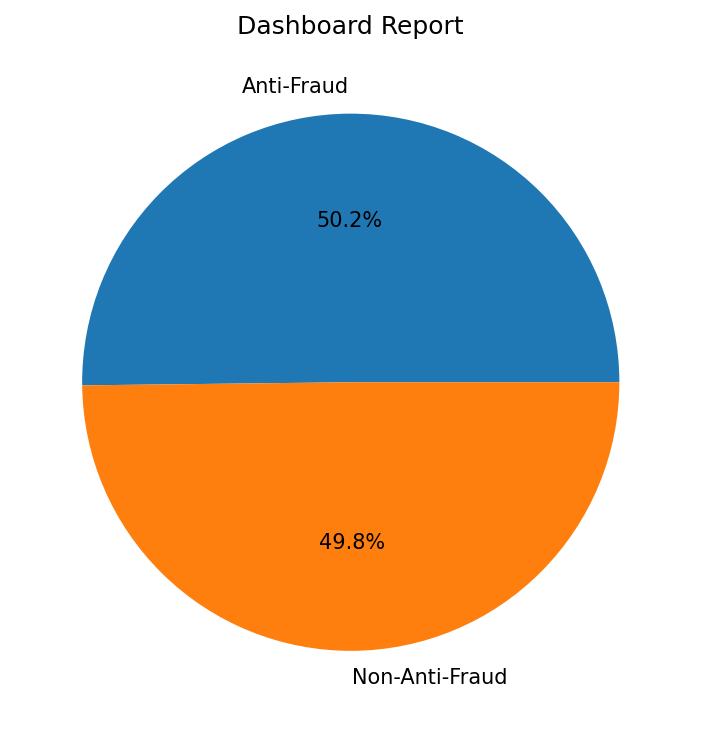 Dashboard Report
Anti-Fraud
50.2%
49.8%
Non-Anti-Fraud